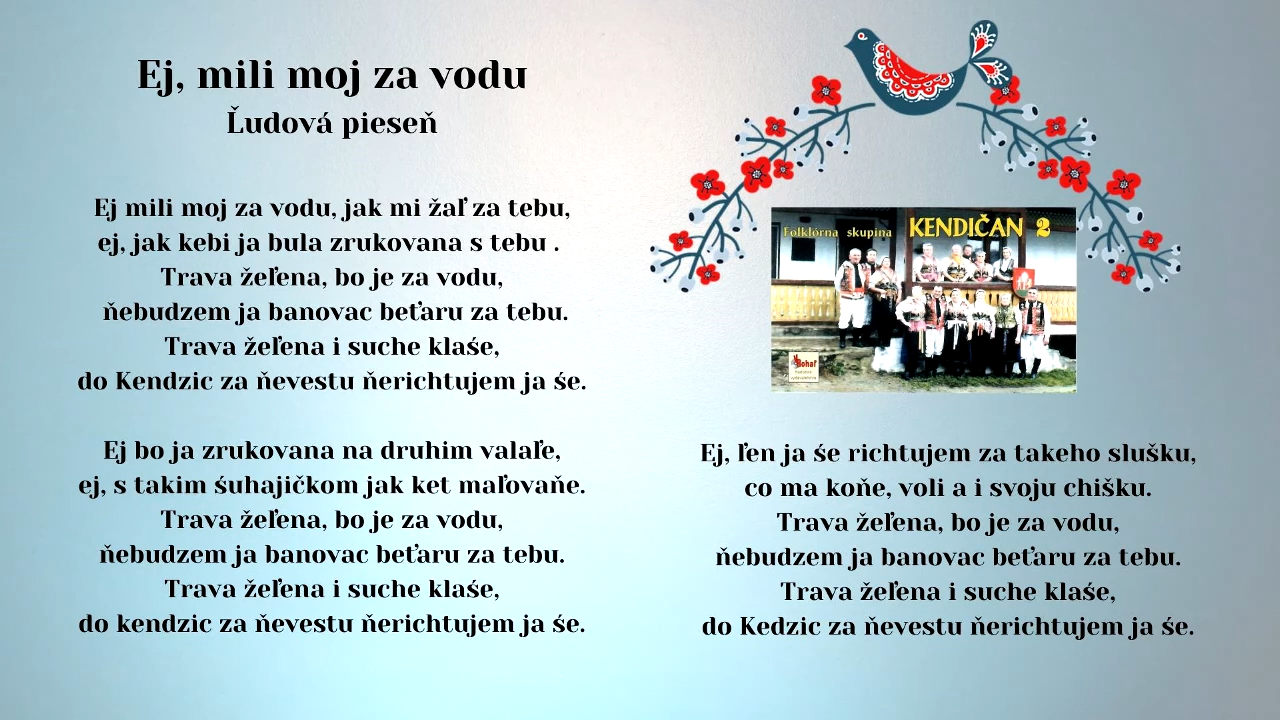 Ej, mili moj za vodu
Ľudová pieseň
Ej mili moj za vodu, jak mi žaľ za tebu,
ej, jak kebi ja bula zrukovana s tebu .
Trava žeľena, bo je za vodu,
ňebudzem ja banovac beťaru za tebu.
Trava žeľena i suche klaśe,
do Kendzic za ňevestu ňerichtujem ja śe.
Ej bo ja zrukovana na druhim valaľe,
ej, s takim śuhajičkom jak ket maľovaňe.
Trava žeľena, bo je za vodu,
ňebudzem ja banovac beťaru za tebu.
Trava žeľena i suche klaśe,
do kendzic za ňevestu ňerichtujem ja śe.
Folklórna skupina KENDIČAN 2
Ej, ľen ja śe richtujem za takeho slušku,
co ma koňe, voli a i svoju chišku.
Trava žeľena, bo je za vodu,
ňebudzem ja banovac beťaru za tebu.
Trava žeľena i suche klaśe,
do Kedzic za ňevestu ňerichtujem ja śe.